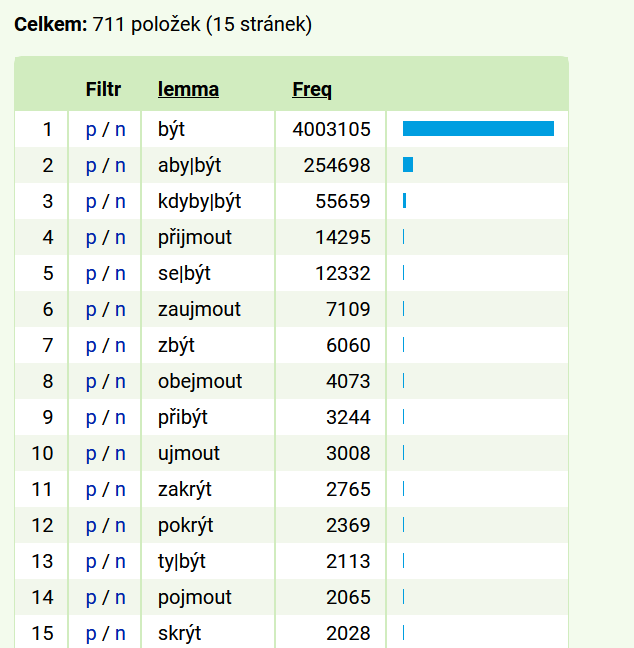 Celkem: 711 položek (15 stránek)
Filtr lemma Freq
1 p / n být 4003105
2 p / n aby|být 254698
3 p / n kdyby|být 55659
4 p / n přijmout 14295
5 p / n se|být 12332
6 p / n zaujmout 7109
7 p / n zbýt 6060
8 p / n obejmout 4073
9 p / n přibýt 3244
10 p / n ujmout 3008
11 p / n zakrýt 2765
12 p / n pokrýt 2369
13 p / n ty|být 2113
14 p / n pojmout 2065
15 p / n skrýt 2028